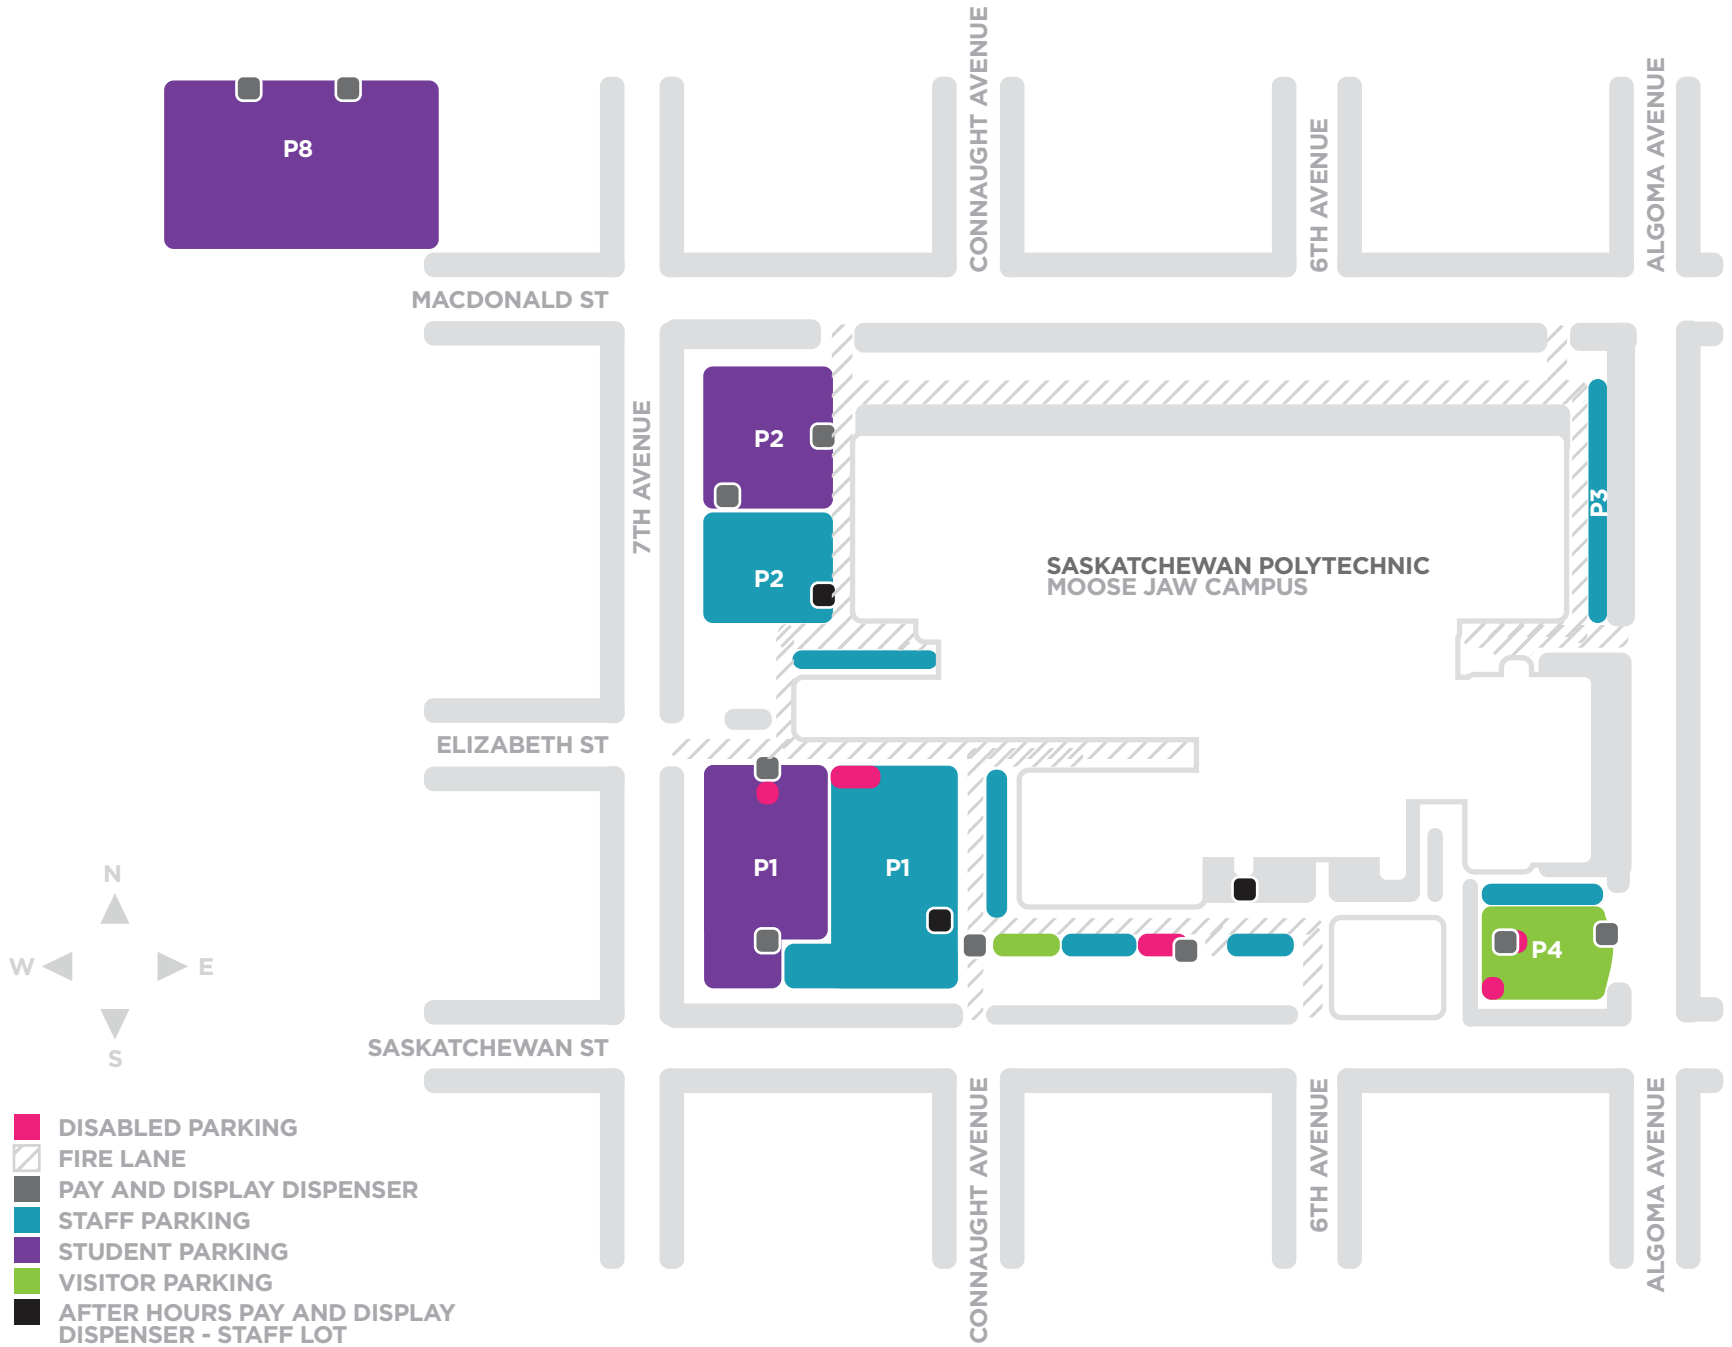 CONNAUGHT AVENUE
6TH AVENUE
ALGOMA AVENUE
P8
MACDONALD ST
7TH AVENUE
P2
P3
P2
SASKATCHEWAN POLYTECHNIC
MOOSE JAW CAMPUS
ELIZABETH ST
P1
P1
P4
N
W
E
S
SASKATCHEWAN ST
CONNAUGHT AVENUE
6TH AVENUE
ALGOMA AVENUE
DISABLED PARKING
FIRE LANE
PAY AND DISPLAY DISPENSER
STAFF PARKING
STUDENT PARKING
VISITOR PARKING
AFTER HOURS PAY AND DISPLAY
DISPENSER - STAFF LOT